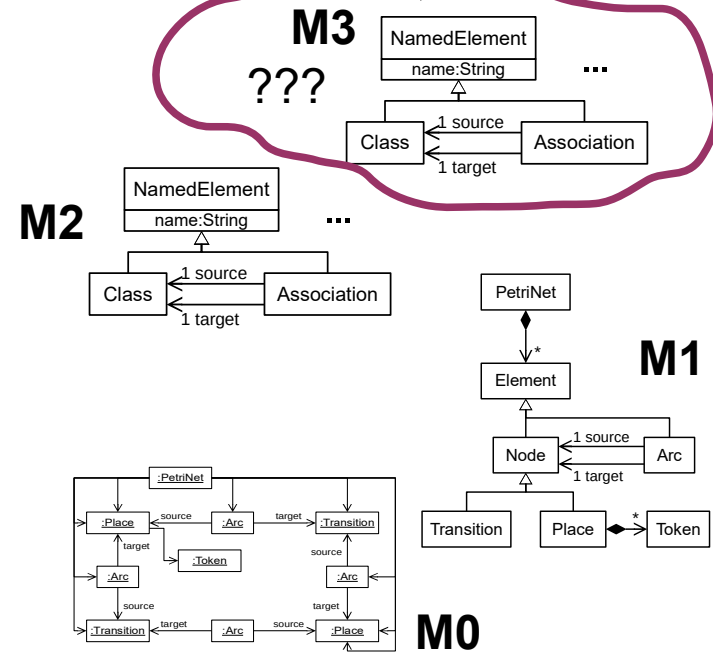 M3
NamedElement
name:String
...
???
Class
1 source
1 target
Association
M2
NamedElement
name:String
...
Class
1 source
1 target
Association
PetriNet
*
M1
Element
Node
1 source
1 target
Arc
Transition
Place
*
Token
:PetriNet
:Place
source
:Arc
target
:Transition
target
:Token
source
:Arc
:Arc
source
target
:Transition
target
:Arc
source
:Place
M0